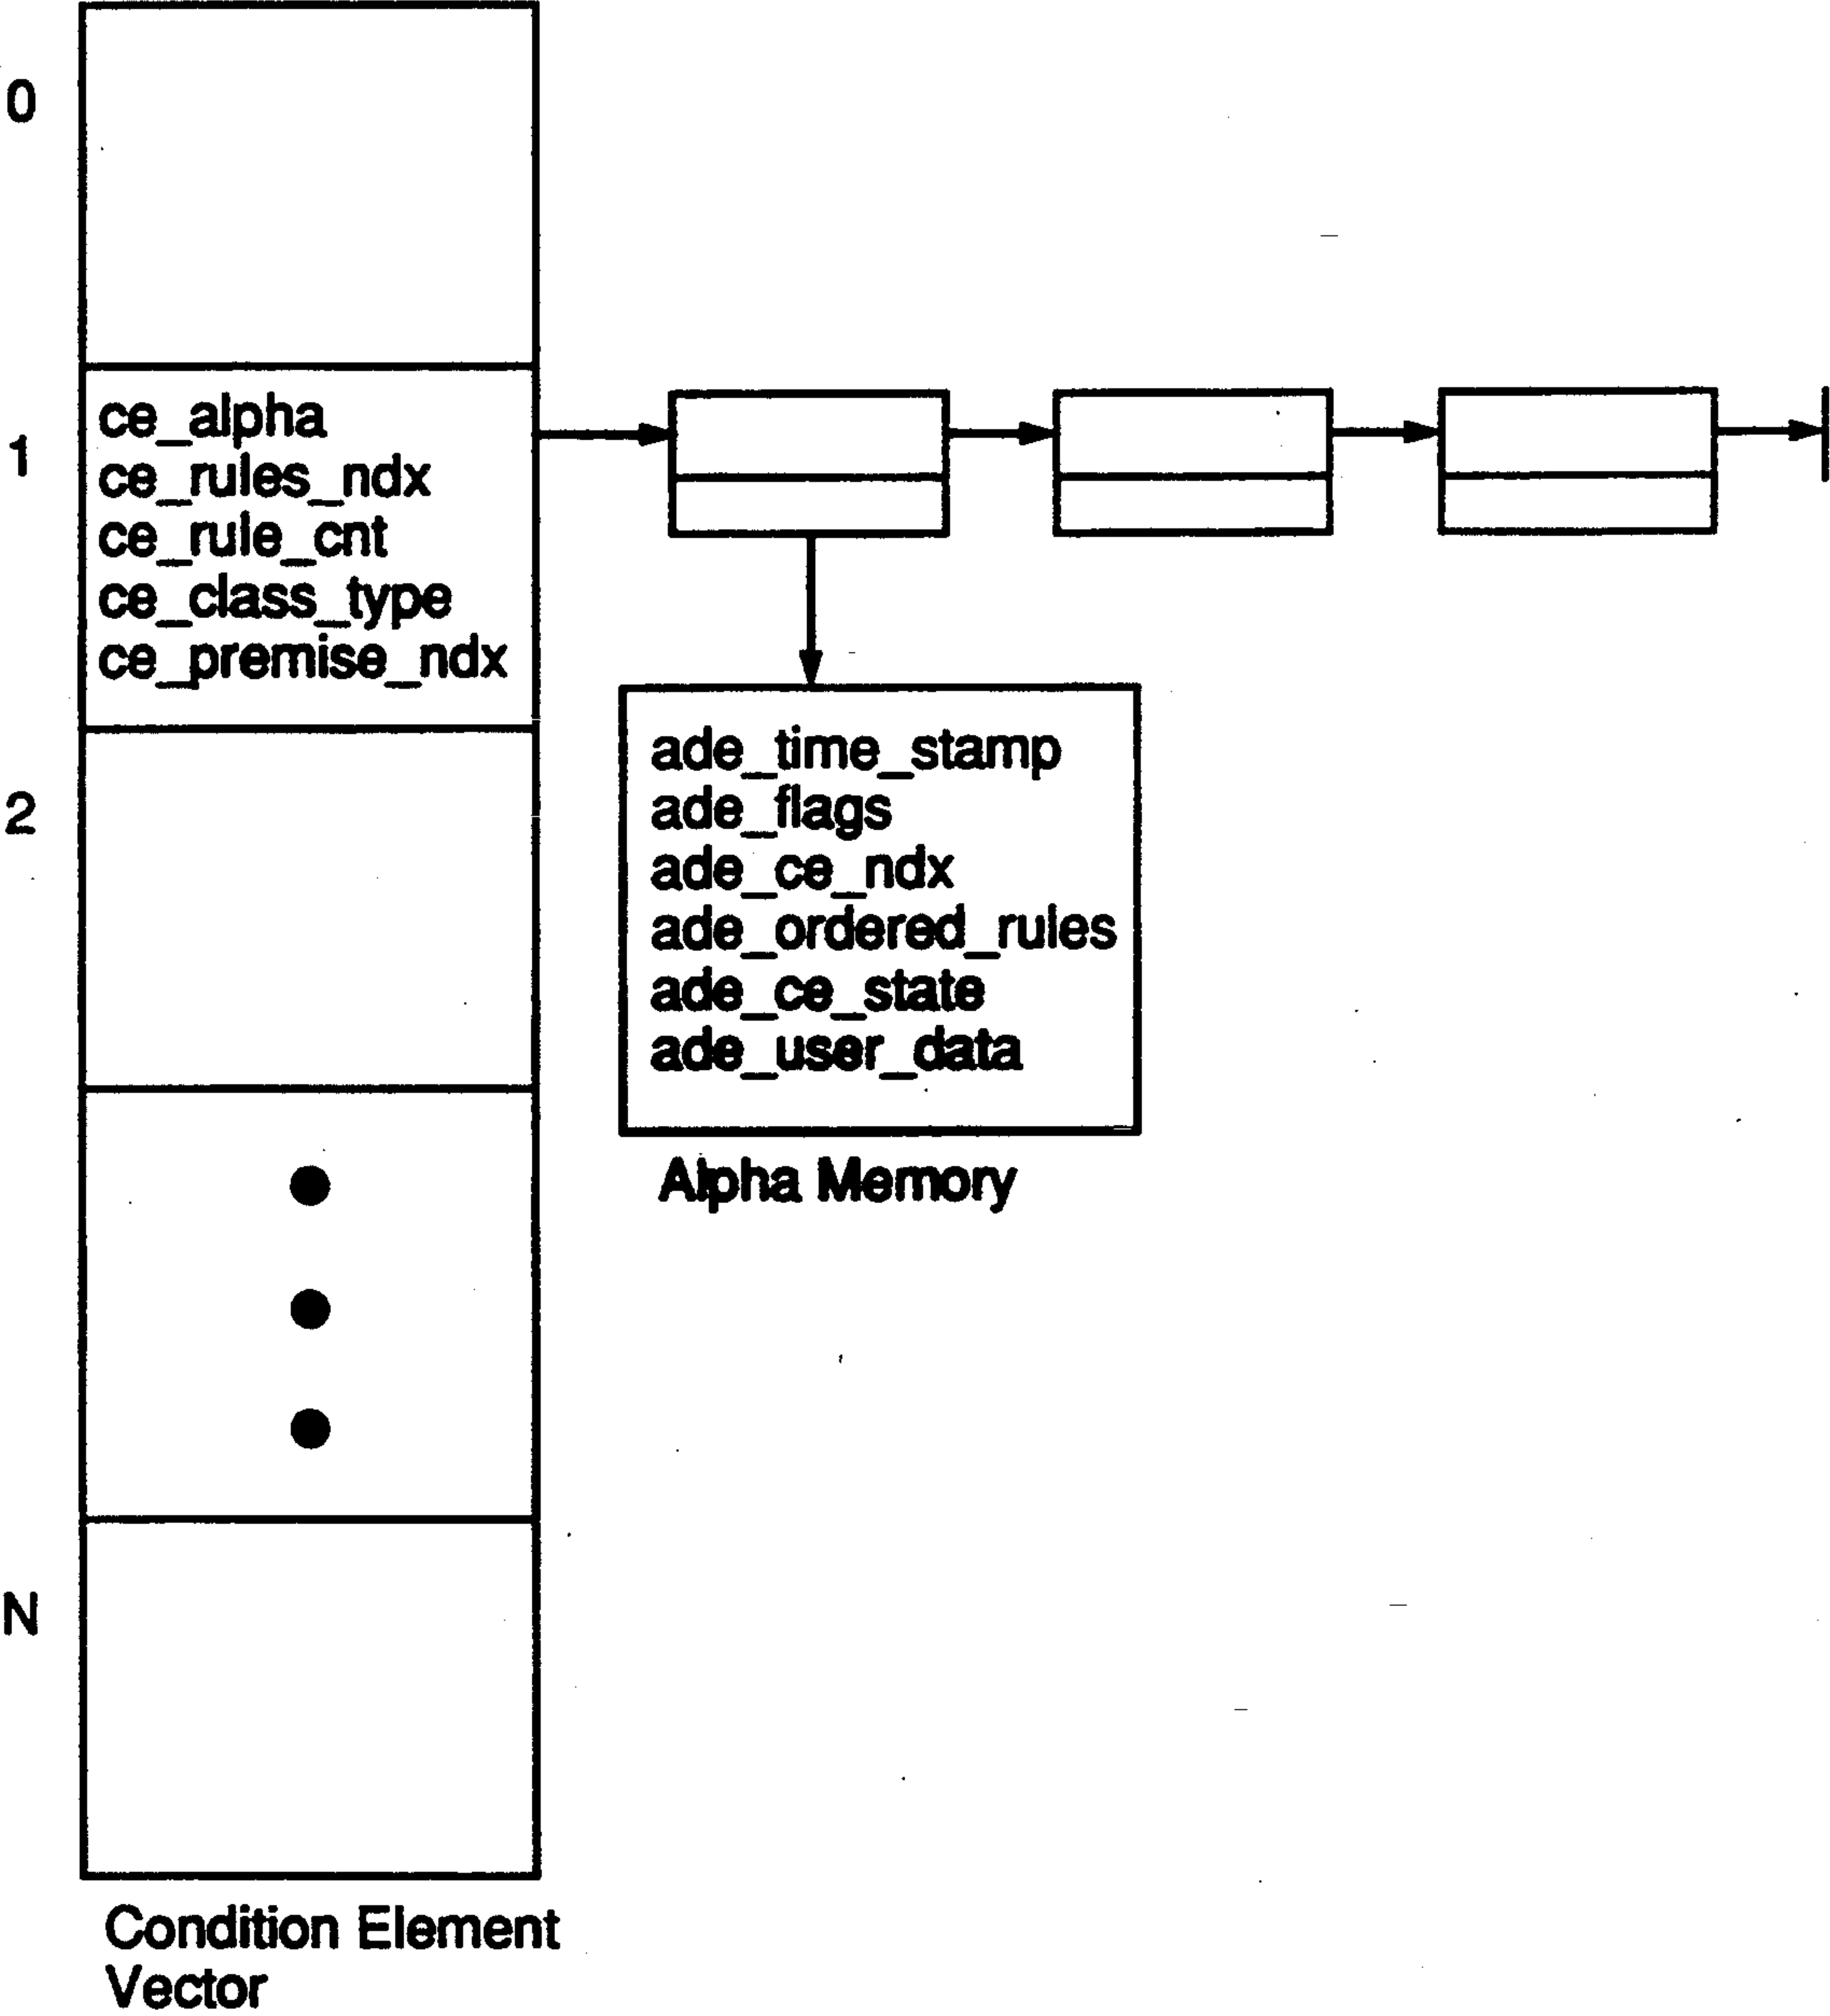 0
1
ce_alpha
ce_rules_ndx
ce_rule_cnt
ce_class_type
ce_premise_ndx
2
ade_time_stamp
ade_flags
ade_ce_ndx
ade_ordered_rules
ade_ce_state
ade_user_data
Alpha Memory
N
Condition Element
Vector